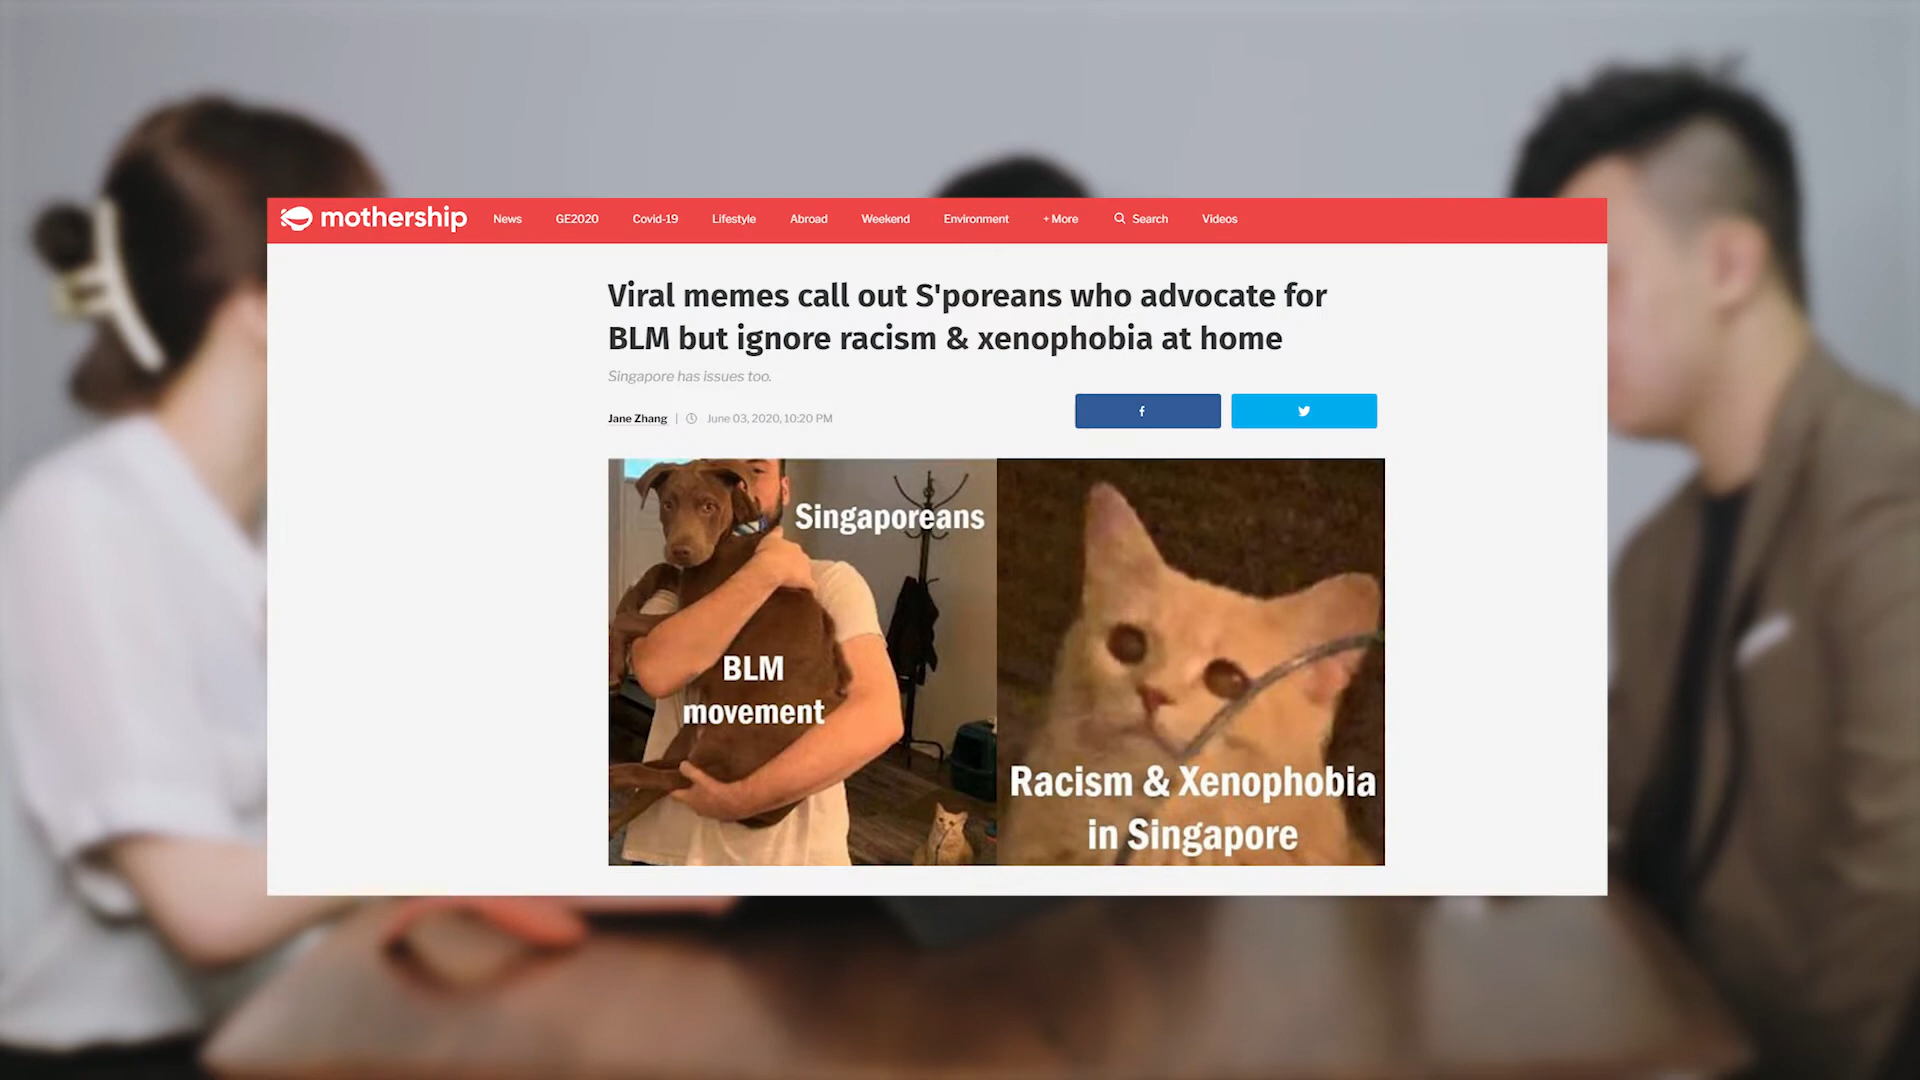 mothership News GE2020 Covid-19 Lifestyle Abroad Weekend Environment + More Search Videos
Viral memes call out S'poreans who advocate for
BLM but ignore racism & xenophobia at home
Singapore has issues too.
Jane Zhang | June 03, 2020, 10:20 PM
Singaporeans
BLM
movement
Racism & Xenophobia
in Singapore